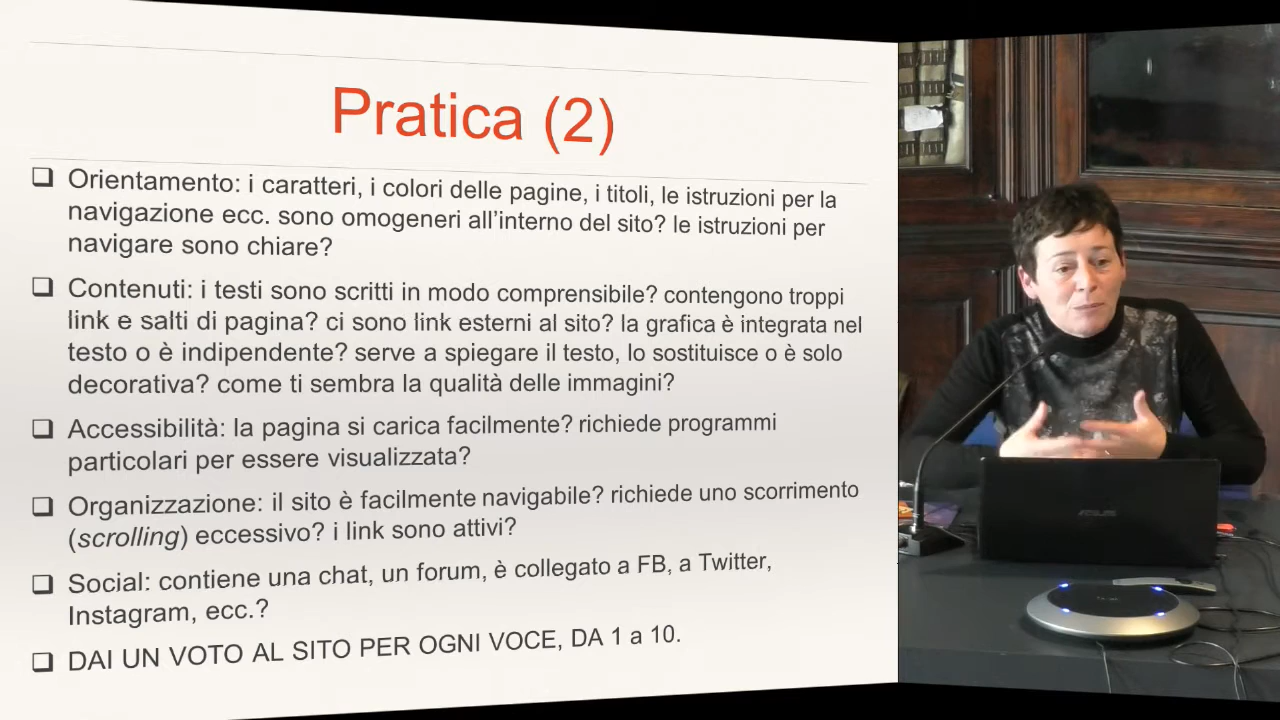 Pratica (2)
❑ Orientamento: i caratteri, i colori delle pagine, i titoli, le istruzioni per la
navigazione ecc. sono omogeneri all’interno del sito? le istruzioni per
navigare sono chiare?
❑ Contenuti: i testi sono scritti in modo comprensibile? contengono troppi
link e salti di pagina? ci sono link esterni al sito? la grafica è integrata nel
testo o è indipendente? serve a spiegare il testo, lo sostituisce o è solo
decorativa? come ti sembra la qualità delle immagini?
❑ Accessibilità: la pagina si carica facilmente? richiede programmi
particolari per essere visualizzata?
❑ Organizzazione: il sito è facilmente navigabile? richiede uno scorrimento
(scrolling) eccessivo? i link sono attivi?
❑ Social: contiene una chat, un forum, è collegato a FB, a Twitter,
Instagram, ecc.?
❑ DAI UN VOTO AL SITO PER OGNI VOCE, DA 1 a 10.
ASUS